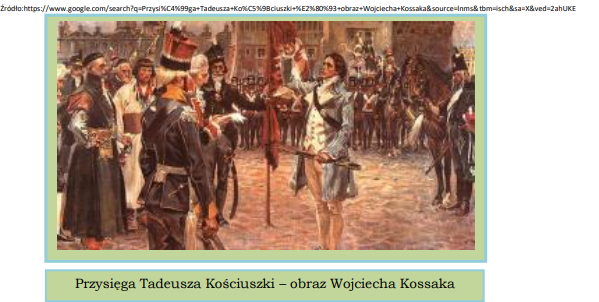 Źródło:https://www.google.com/search?q=Przysi%C4%99ga+Tadeusza+Ko%C5%9Bciuszki+%E2%80%93+obraz+Wojciecha+Kossaka&source=lnms&tbm=isch&sa=X&ved=2ahUKE
Przysięga Tadeusza Kościuszki – obraz Wojciecha Kossaka